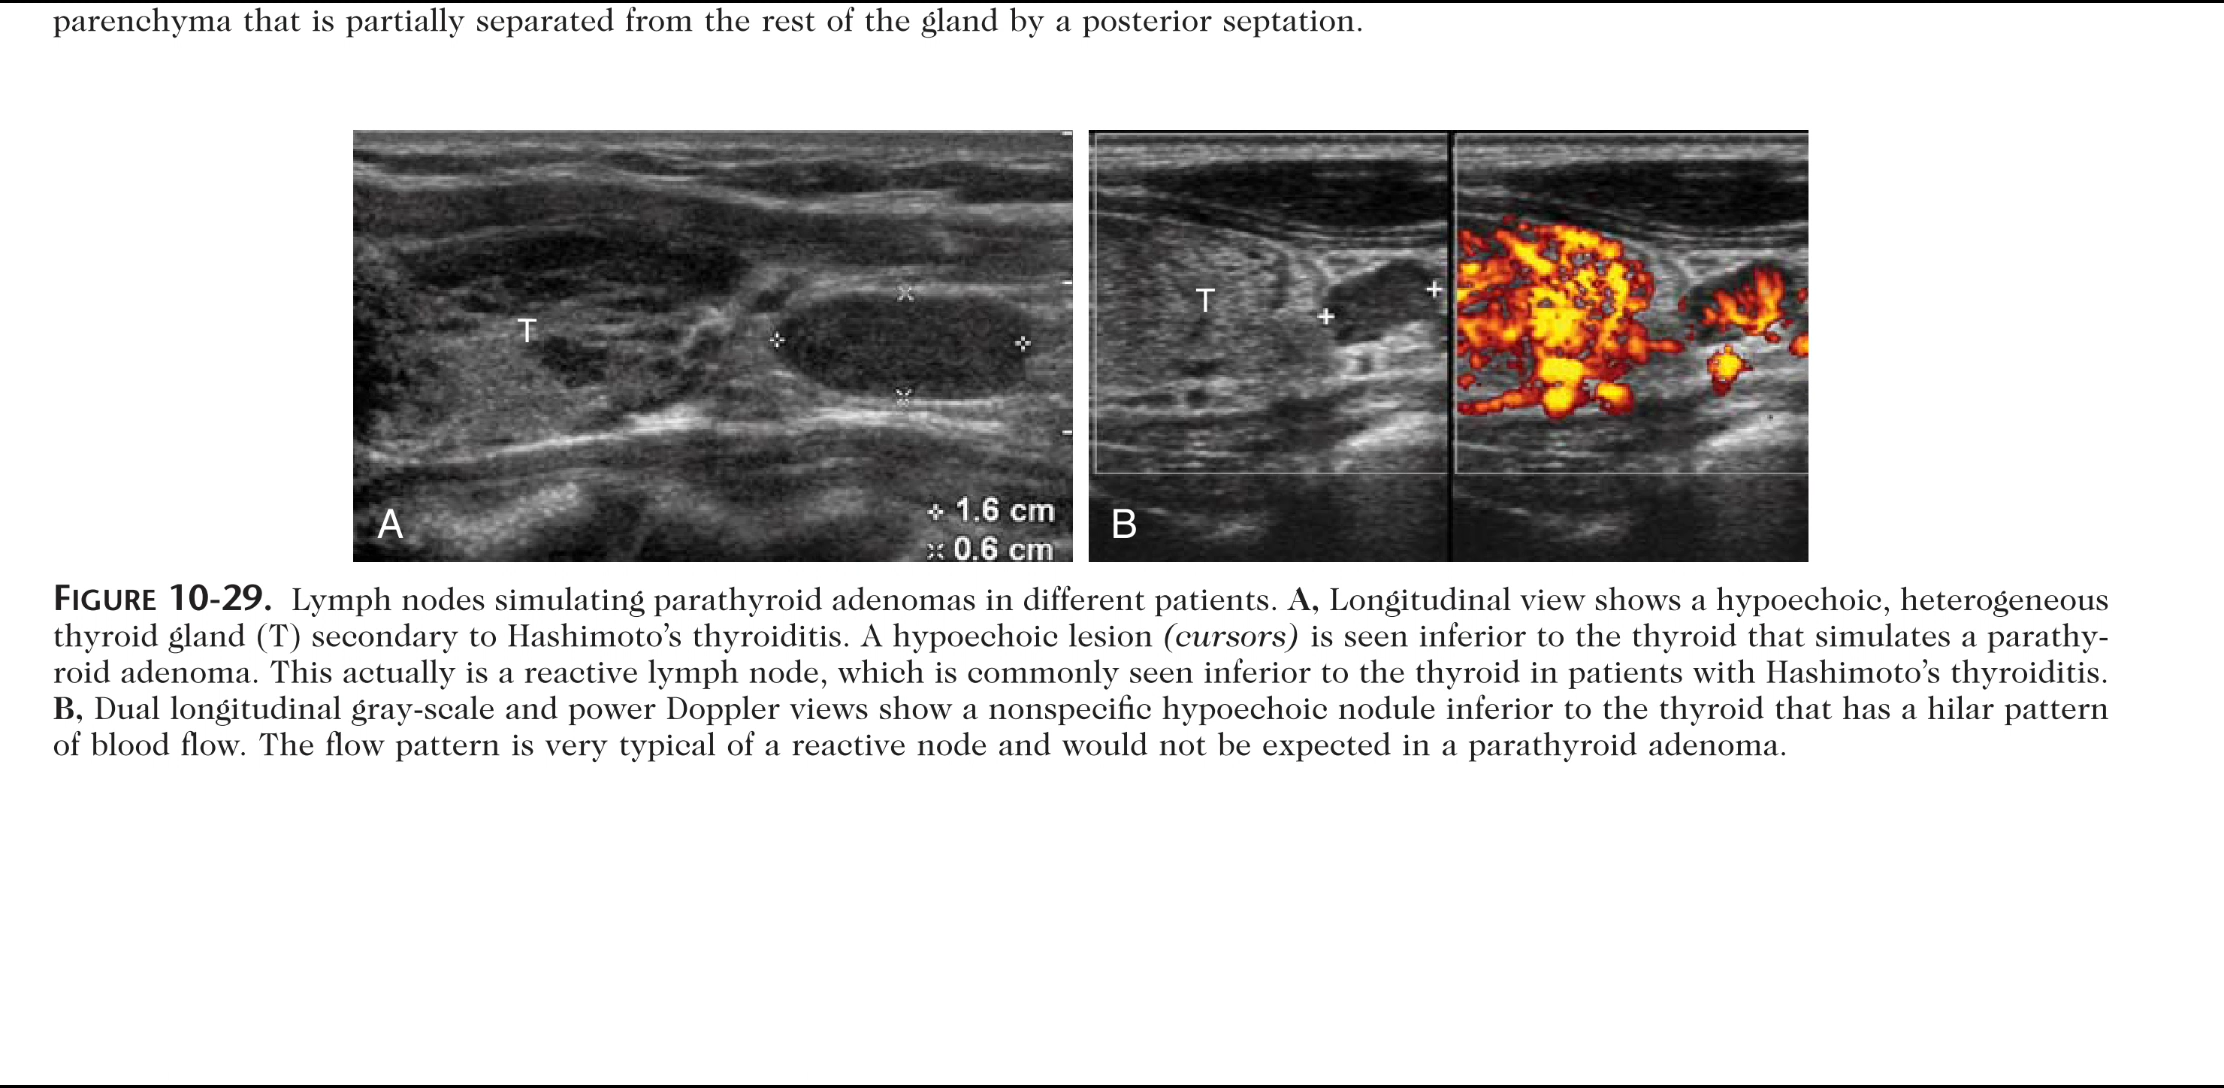 parenchyma that is partially separated from the rest of the gland by a posterior septation.
T
A
+ 1.6 cm
× 0.6 cm
T
B
FIGURE 10-29. Lymph nodes simulating parathyroid adenomas in different patients. A, Longitudinal view shows a hypoechoic, heterogeneous
thyroid gland (T) secondary to Hashimoto's thyroiditis. A hypoechoic lesion (cursors) is seen inferior to the thyroid that simulates a parathy-
roid adenoma. This actually is a reactive lymph node, which is commonly seen inferior to the thyroid in patients with Hashimoto's thyroiditis.
B, Dual longitudinal gray-scale and power Doppler views show a nonspecific hypoechoic nodule inferior to the thyroid that has a hilar pattern
of blood flow. The flow pattern is very typical of a reactive node and would not be expected in a parathyroid adenoma.